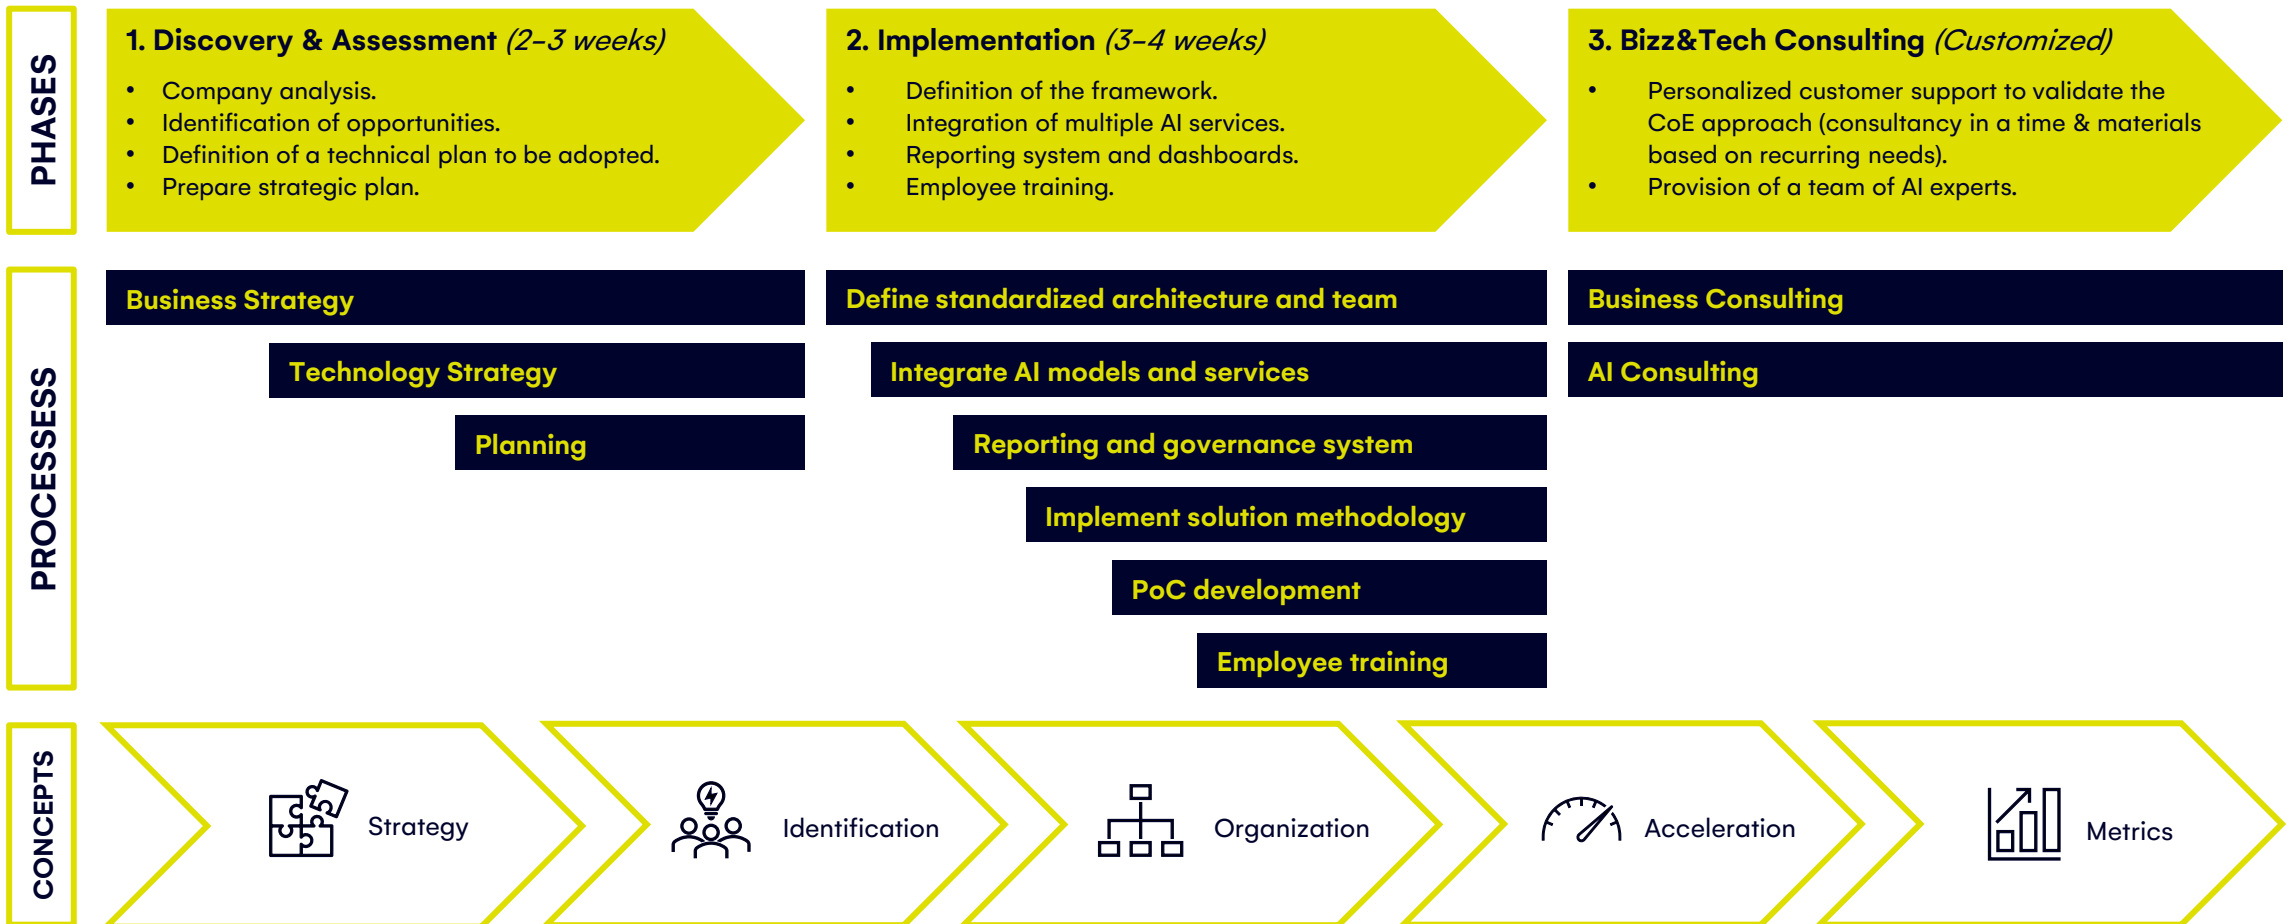 PHASES
1. Discovery & Assessment (2-3 weeks)
• Company analysis.
• Identification of opportunities.
• Definition of a technical plan to be adopted.
• Prepare strategic plan.
2. Implementation (3-4 weeks)
• Definition of the framework.
• Integration of multiple AI services.
• Reporting system and dashboards.
• Employee training.
3. Bizz&Tech Consulting (Customized)
• Personalized customer support to validate the
CoE approach (consultancy in a time & materials
based on recurring needs).
• Provision of a team of AI experts.
PROCESSESS
Business Strategy
Technology Strategy
Planning
Define standardized architecture and team
Integrate AI models and services
Reporting and governance system
Implement solution methodology
PoC development
Employee training
Business Consulting
AI Consulting
CONCEPTS
Strategy
Identification
Organization
Acceleration
Metrics